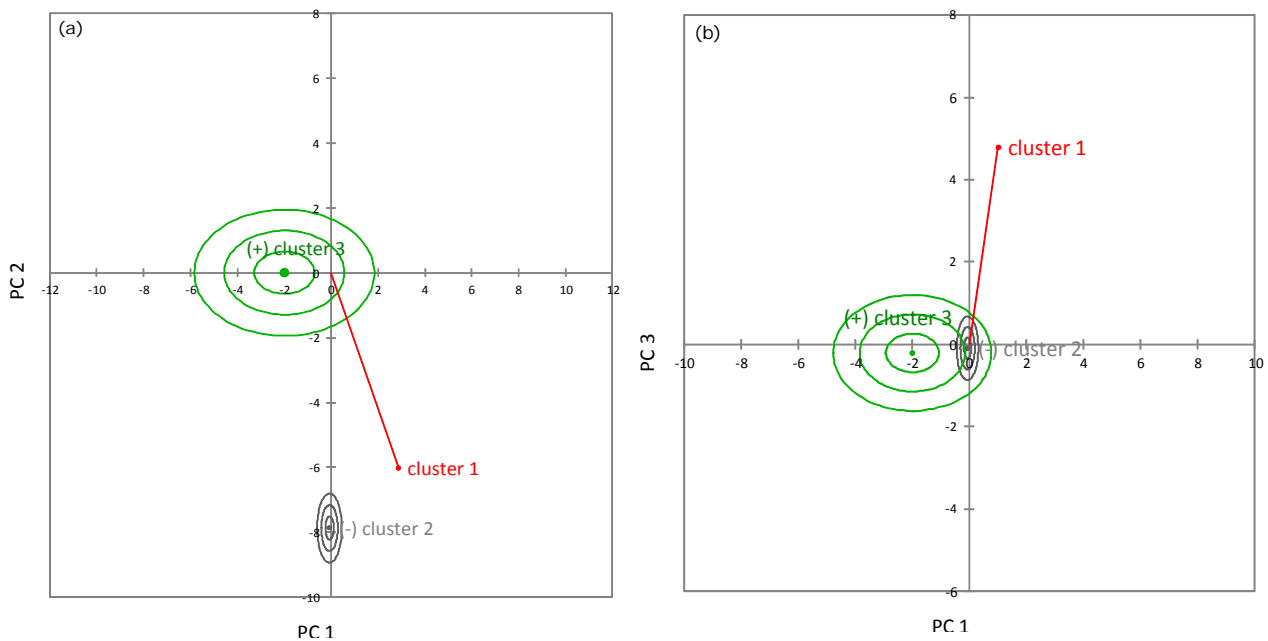 (a)
8
6
4
2
(+) cluster 3
-12 -10 -8 -6 -4 -2 0 2 4 6 8 10 12
0
-2
-4
-6
cluster 1
-8
(-) cluster 2
-10
PC 2
PC 1
(b)
8
6
cluster 1
4
2
(+) cluster 3
0
(-) cluster 2
-10 -8 -6 -4 -2 0 2 4 6 8 10
-2
-4
-6
PC 3
PC 1